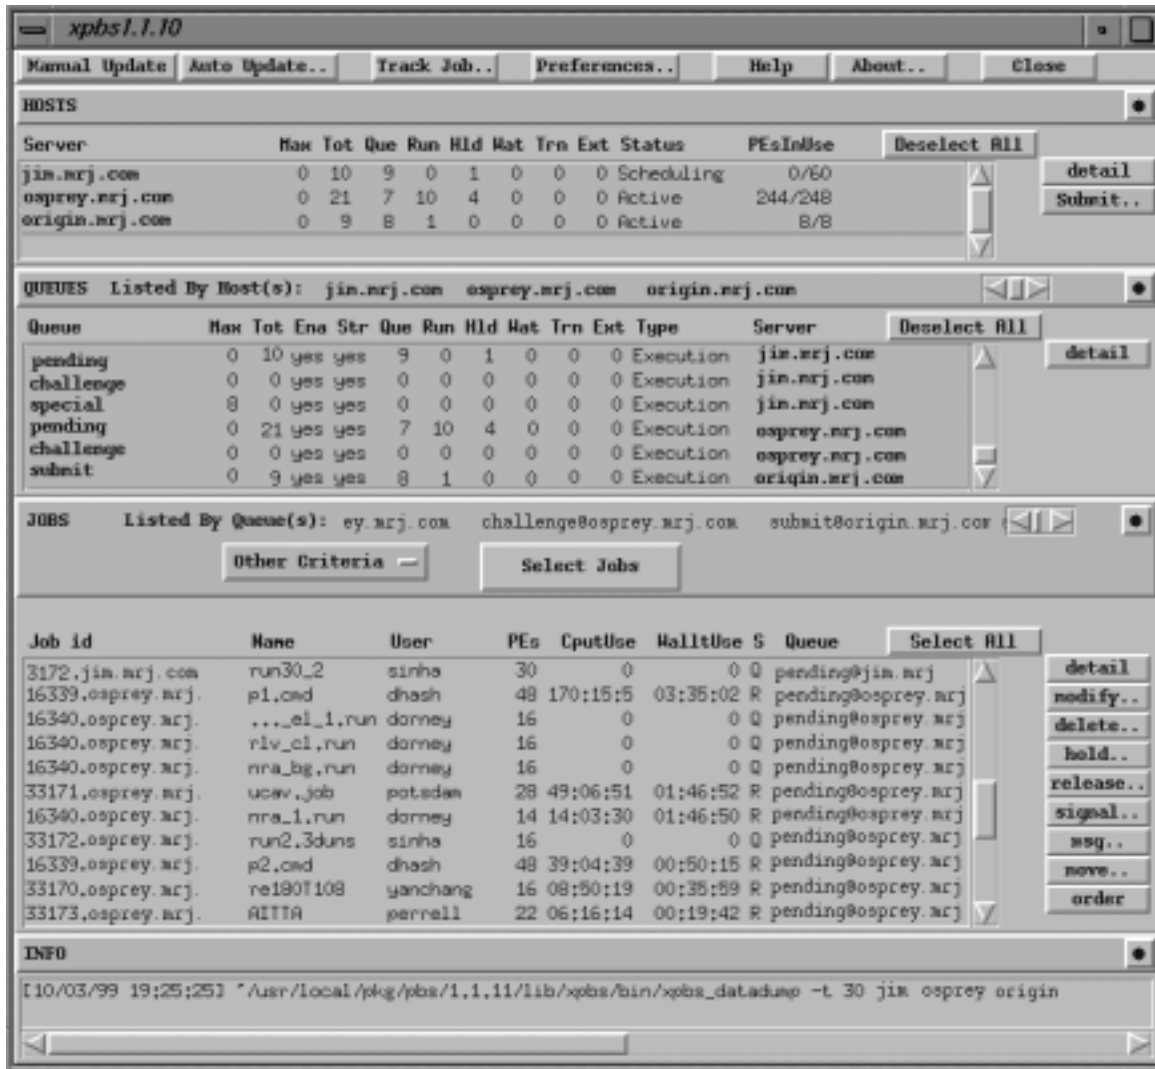 xpbs1.1.10
Manual Update Auto Update.. Track Job.. Preferences.. Help About.. Close
HOSTS
Server Max Tot Que Run Hld Wat Trn Ext Status PEsInUse Deselect All
jim.mrj.com 0 10 9 0 1 0 0 0 Scheduling 0/60 detail
osprey.mrj.com 0 21 7 10 4 0 0 0 Active 244/248 Submit..
origin.mrj.com 0 9 8 1 0 0 0 0 Active 8/8
QUEUES Listed By Host(s): jim.mrj.com osprey.mrj.com origin.mrj.com
Queue Max Tot Ena Str Que Run Hld Wat Trn Ext Type Server Deselect All
pending 0 10 yes yes 9 0 1 0 0 0 Execution jim.mrj.com detail
challenge 0 0 yes yes 0 0 0 0 0 0 Execution jim.mrj.com
special 8 0 yes yes 0 0 0 0 0 0 Execution jim.mrj.com
pending 0 21 yes yes 7 10 4 0 0 0 Execution osprey.mrj.com
challenge 0 0 yes yes 0 0 0 0 0 0 Execution osprey.mrj.com
submit 0 9 yes yes 8 1 0 0 0 0 Execution origin.mrj.com
JOBS Listed By Queue(s): ey.mrj.com challenge@osprey.mrj.com submit@origin.mrj.com
Other Criteria Select Jobs
Job id Name User PEs CputUse WalltUse S Queue Select All
3172.jim.mrj.com run30_2 sinha 30 0 0 Q pending@jim.mrj detail
16339.osprey.mrj. p1.cmd dhash 48 170:15:5 03:35:02 R pending@osprey.mrj modify..
16340.osprey.mrj. ..._el_1.run dorney 16 0 0 Q pending@osprey.mrj delete..
16340.osprey.mrj. rlv_cl.run dorney 16 0 0 Q pending@osprey.mrj hold..
16340.osprey.mrj. nra_bg.run dorney 16 0 0 Q pending@osprey.mrj release..
33171.osprey.mrj. ucav.job potsdam 28 49:06:51 01:46:52 R pending@osprey.mrj signal..
16340.osprey.mrj. nra_1.run dorney 14 14:03:30 01:46:50 R pending@osprey.mrj msg..
33172.osprey.mrj. run2.3duns sinha 16 0 0 Q pending@osprey.mrj move..
16339.osprey.mrj. p2.cmd dhash 48 39:04:39 00:50:15 R pending@osprey.mrj order
33170.osprey.mrj. re180T108 yanchang 16 08:50:19 00:35:59 R pending@osprey.mrj
33173.osprey.mrj. AITTA perrell 22 06:16:14 00:19:42 R pending@osprey.mrj
INFO
[10/03/99 19:25:25] "/usr/local/pkg/pbs/1.1.11/lib/xpbs/bin/xpbs_datadump -t 30 jim osprey origin